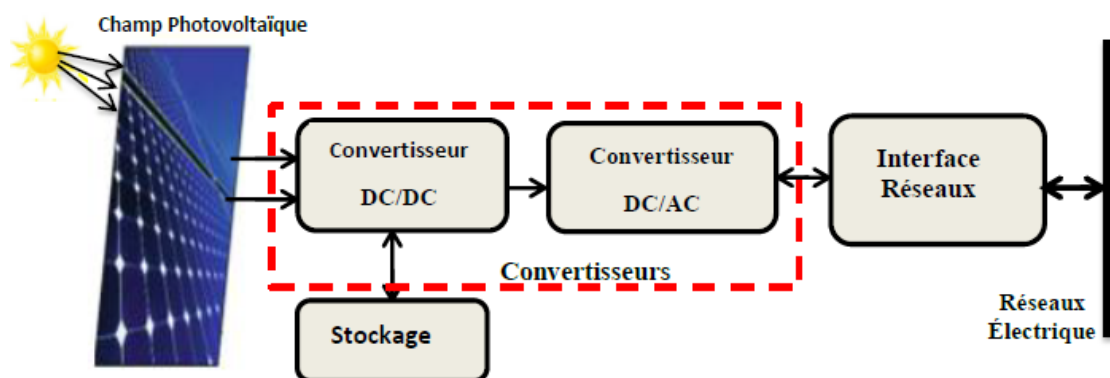 Champ Photovoltaïque
Convertisseur
DC/DC
Convertisseur
DC/AC
Interface
Réseaux
Convertisseurs
Stockage
Réseaux
Électrique